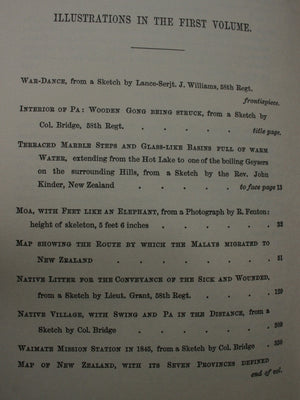 ILLUSTRATIONS IN THE FIRST VOLUME.
WAR-DANCE, from a Sketch by Lance-Serjt. J. Williams, 58th Regt.
frontispiece.
INTERIOR OF PA: WOODEN GONG BEING STRUCK, from a Sketch by
Col. Bridge, 58th Regt. . . . . . title page.
TERRACED MARBLE STEPS AND GLASS-LIKE BASINS FULL OF WARM
WATER, extending from the Hot Lake to one of the boiling Geysers
on the surrounding Hills, from a Sketch by the Rev. John
Kinder, New Zealand . . . . to face page 13
MOA, WITH FEET LIKE AN ELEPHANT, from a Photograph by R. Fenton:
height of skeleton, 5 feet 6 inches . . . . . 33
MAP SHOWING THE ROUTE BY WHICH THE MALAYS MIGRATED TO
NEW ZEALAND . . . . . . . 51
NATIVE LITTER FOR THE CONVEYANCE OF THE SICK AND WOUNDED,
from a Sketch by Lieut. Grant, 58th Regt. . . . . 129
NATIVE VILLAGE, WITH SWING AND PA IN THE DISTANCE, from a
Sketch by Col. Bridge . . . . . .
WAIMATE MISSION STATION IN 1845, from a Sketch by Col. Bridge .
MAP OF NEW ZEALAND, WITH ITS SEVEN PROVINCES DEFINED
end of vol.